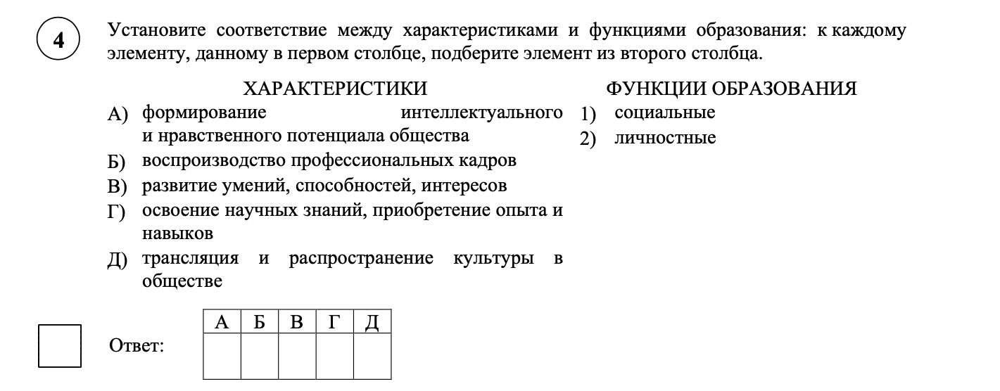 4
Установите соответствие между характеристиками и функциями образования: к каждому
элементу, данному в первом столбце, подберите элемент из второго столбца.
ХАРАКТЕРИСТИКИ
А) формирование интеллектуального
и нравственного потенциала общества
Б) воспроизводство профессиональных кадров
В) развитие умений, способностей, интересов
Г) освоение научных знаний, приобретение опыта и
навыков
Д) трансляция и распространение культуры в
обществе
ФУНКЦИИ ОБРАЗОВАНИЯ
1) социальные
2) личностные
Ответ:
А Б В Г Д